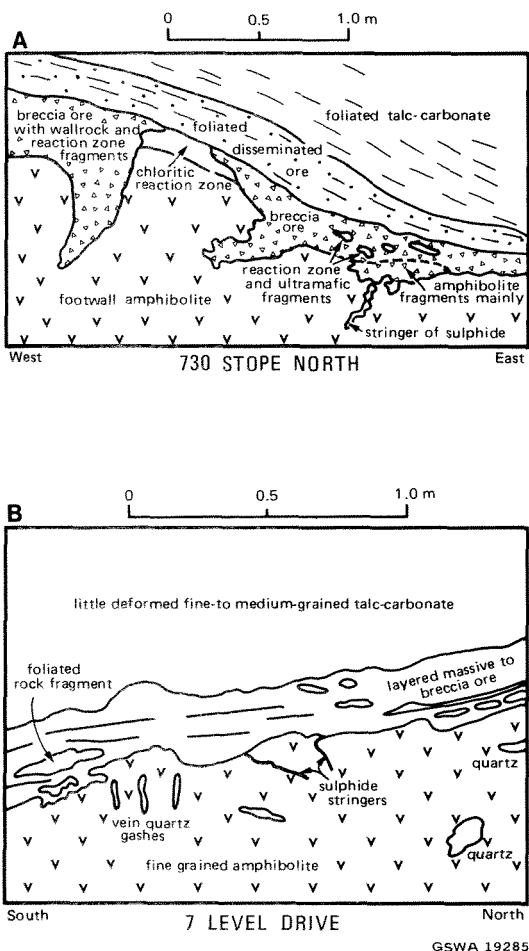 A
0 0.5 1.0 m
breccia ore
with wallrock and
reaction zone
fragments
foliated
disseminated
ore
foliated talc-carbonate
chloritic
reaction zone
breccia
ore
reaction zone
and ultramafic
fragments
amphibolite
fragments mainly
footwall amphibolite
stringer of sulphide
West
730 STOPE NORTH
East
B
0 0.5 1.0 m
little deformed fine-to medium-grained talc-carbonate
foliated
rock fragment
layered massive to
breccia ore
quartz
sulphide
stringers
vein quartz
gashes
quartz
fine grained amphibolite
South
7 LEVEL DRIVE
North
GSWA 19285